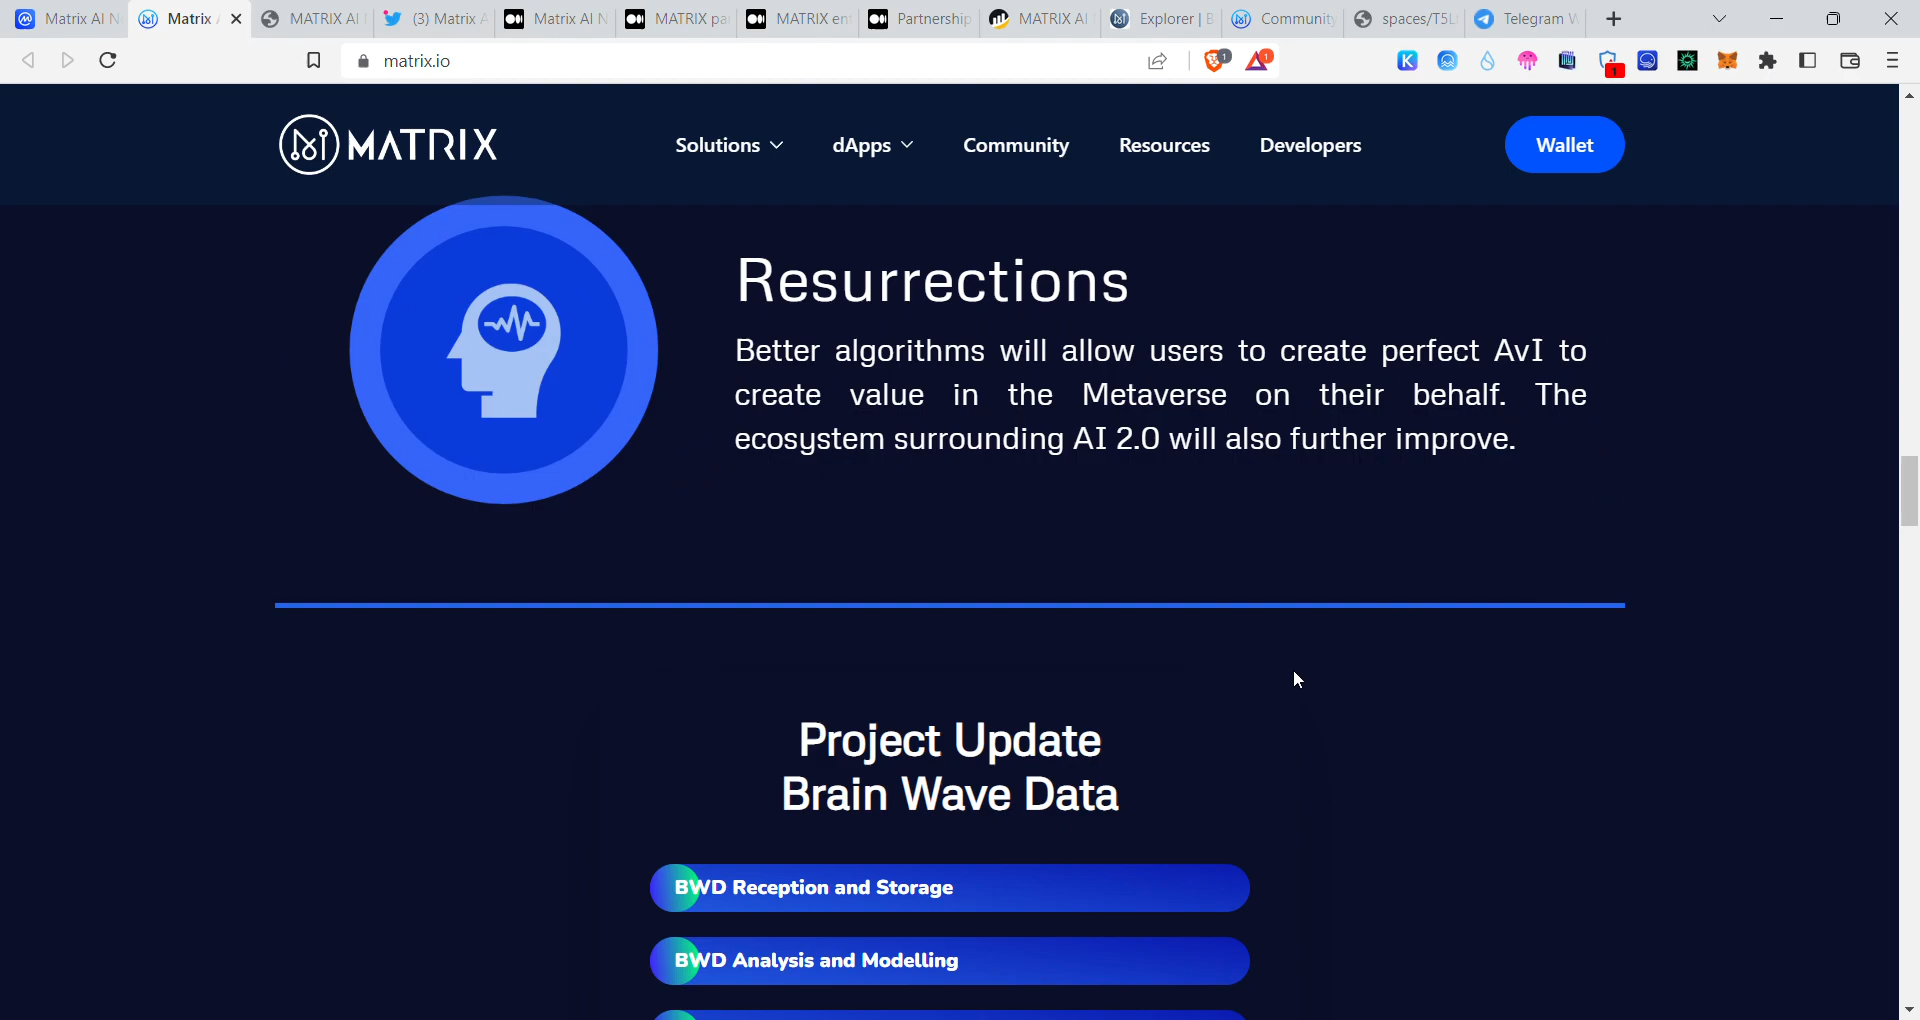 Matrix AI N
Matrix
MATRIX AI
(3) Matrix A
Matrix AI N
MATRIX pa
MATRIX en
Partnership
MATRIX AI
Explorer | B
Community
spaces/T5L
Telegram W
matrix.io
1
1
1
MATRIX
Solutions
dApps
Community
Resources
Developers
Wallet
Resurrections
Better algorithms will allow users to create perfect AvI to
create value in the Metaverse on their behalf. The
ecosystem surrounding AI 2.0 will also further improve.
Project Update
Brain Wave Data
BWD Reception and Storage
BWD Analysis and Modelling